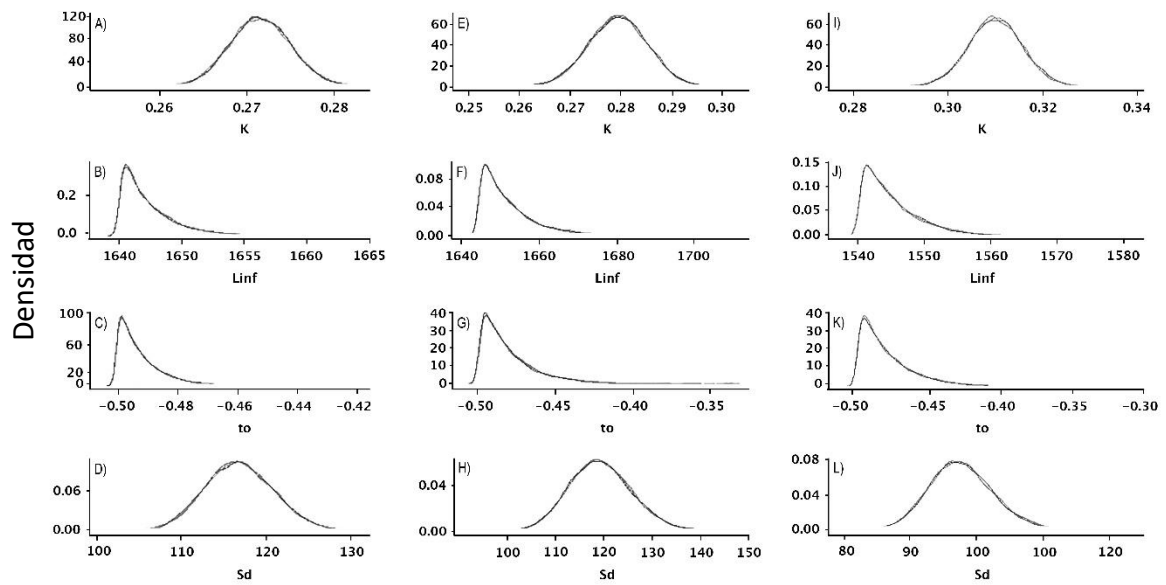 Densidad
A)
120
80
40
0
0.26 0.27 0.28
K
E)
60
40
20
0
0.25 0.26 0.27 0.28 0.29 0.30
K
I)
60
40
20
0
0.28 0.30 0.32 0.34
K
B)
0.2
0.0
1640 1650 1660 1665
Linf
F)
0.08
0.04
0.00
1640 1660 1680 1700
Linf
J)
0.15
0.10
0.05
0.00
1540 1550 1560 1570 1580
Linf
C)
100
60
20
0
−0.50 −0.48 −0.46 −0.44 −0.42
to
G)
40
30
20
10
0
−0.50 −0.45 −0.40 −0.35
to
K)
40
30
20
10
0
−0.50 −0.45 −0.40 −0.35 −0.30
to
D)
0.06
0.00
100 110 120 130
Sd
H)
0.04
0.00
100 120 130 140 150
Sd
L)
0.08
0.04
0.00
80 90 100 100 120
Sd